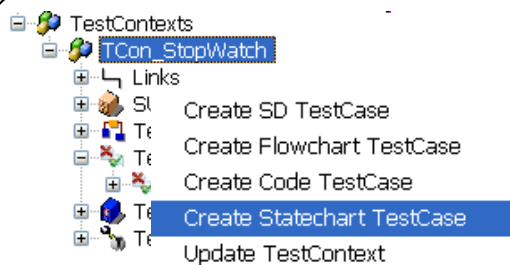 TestContexts
TCon_StopWatch
Links
Create SD TestCase
Create Flowchart TestCase
Create Code TestCase
Create Statechart TestCase
Update TestContext